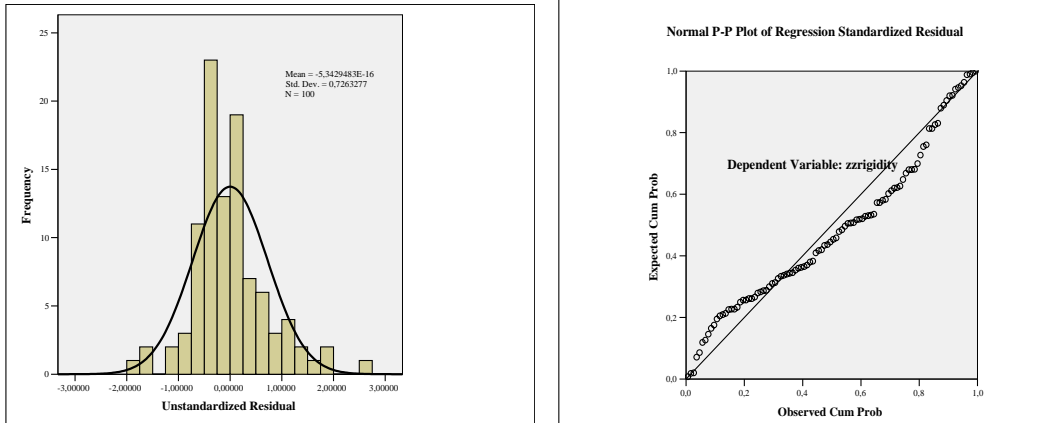 25
20
15
10
5
0
Frequency
Mean = -5,3429483E-16
Std. Dev. = 0,7263277
N = 100
-3,00000 -2,00000 -1,00000 0,00000 1,00000 2,00000 3,00000
Unstandardized Residual
Normal P-P Plot of Regression Standardized Residual
1,0
0,8
0,6
0,4
0,2
0,0
Expected Cum Prob
Dependent Variable: zzrigidity
0,0 0,2 0,4 0,6 0,8 1,0
Observed Cum Prob